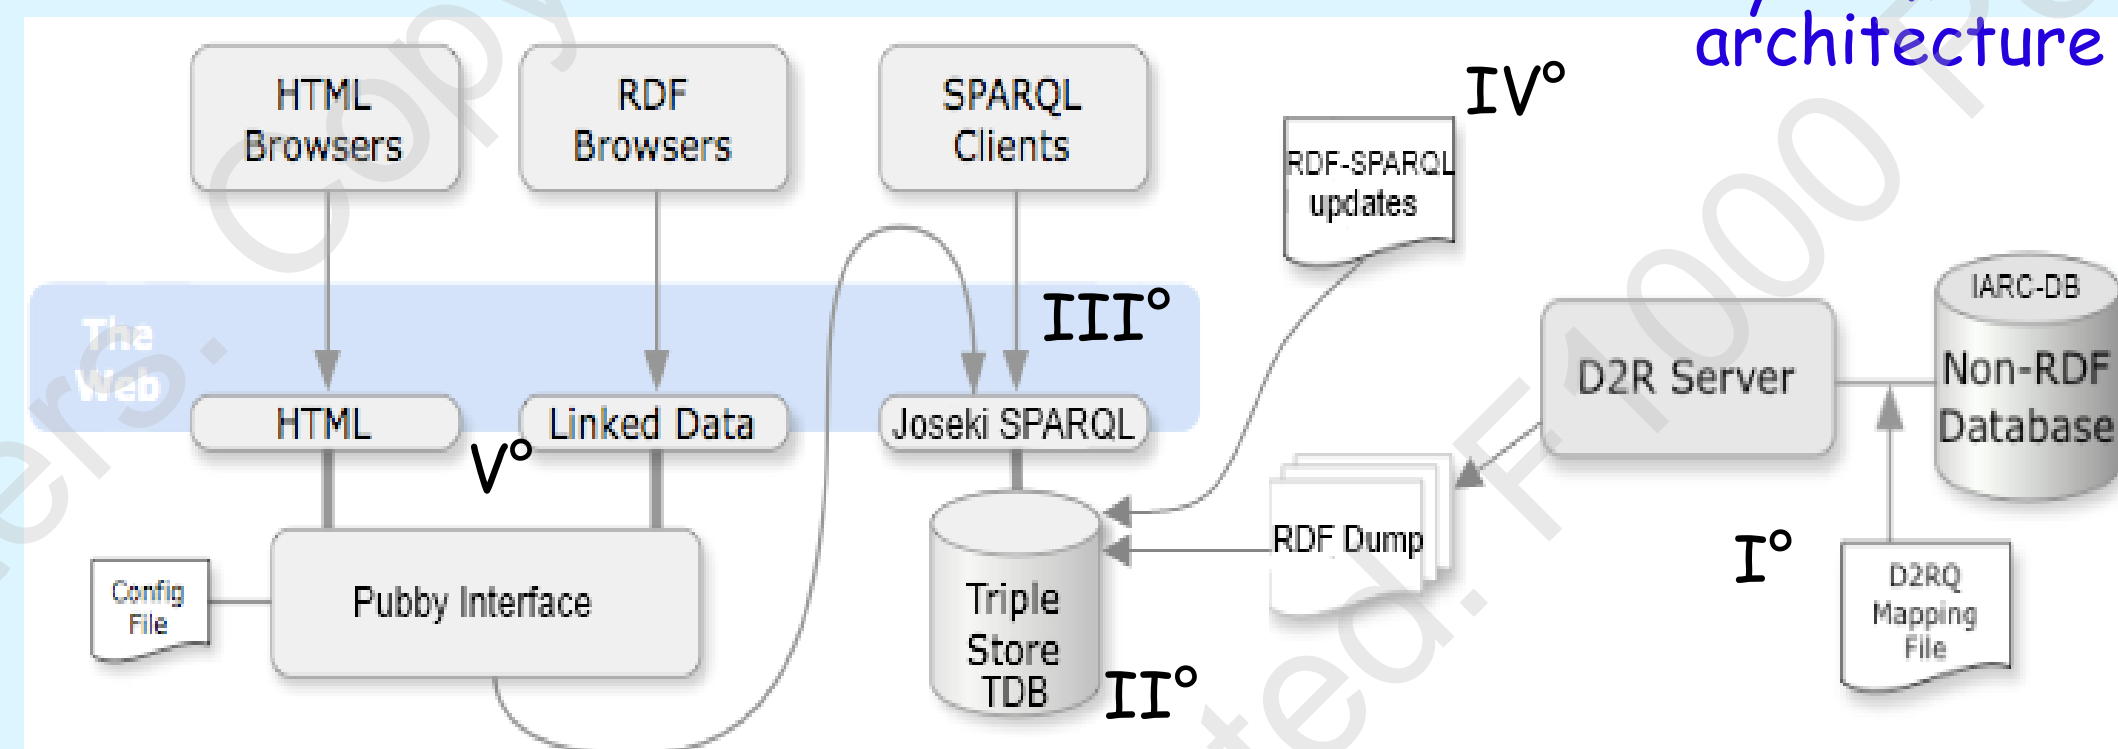 architecture
HTML
Browsers
RDF
Browsers
SPARQL
Clients
IV°
RDF-SPARQL
updates
The
Web
III°
IARC-DB
Non-RDF
Database
D2R Server
HTML
V°
Linked Data
Joseki SPARQL
Config
File
Pubby Interface
Triple
Store
TDB
II°
RDF Dump
I°
D2RQ
Mapping
File